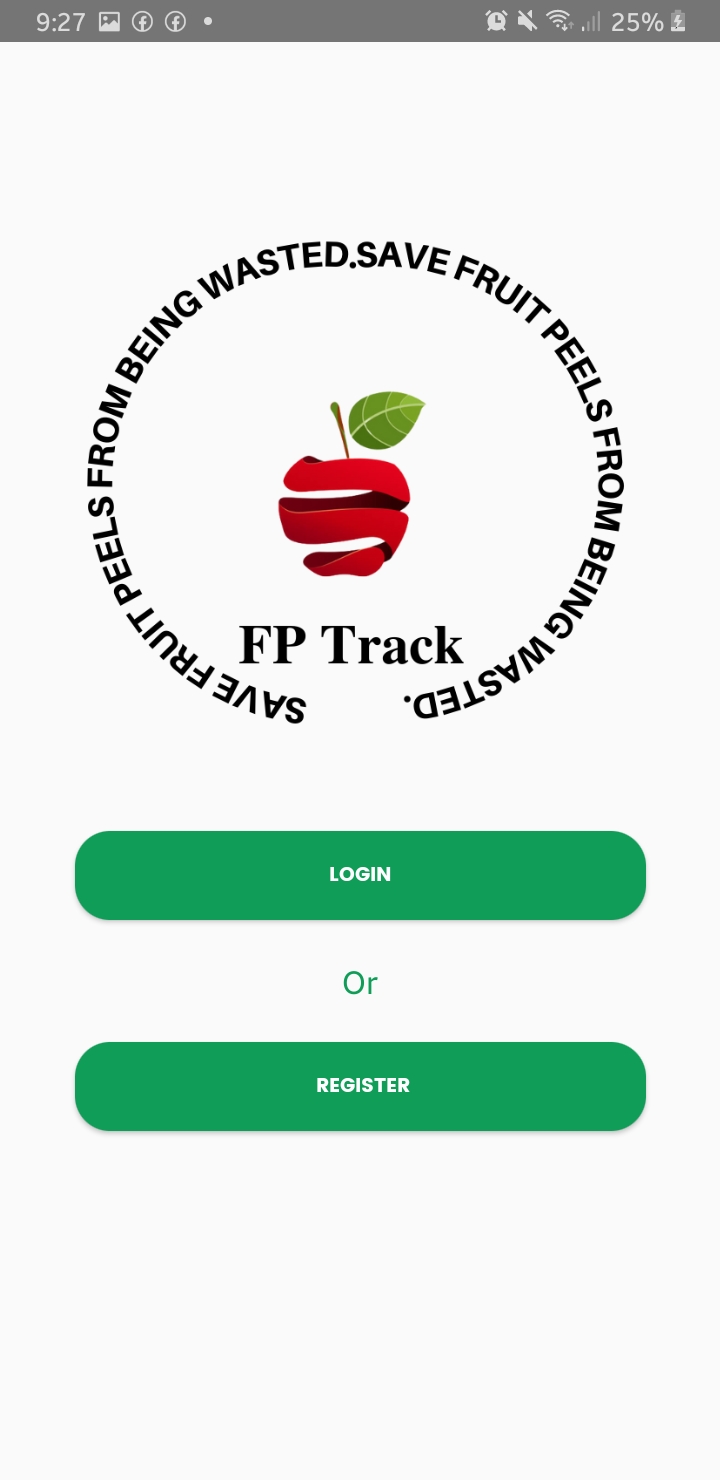 9:27
25%
SAVE FRUIT PEELS FROM BEING WASTED.SAVE FRUIT PEELS FROM BEING WASTED.
FP Track
LOGIN
Or
REGISTER